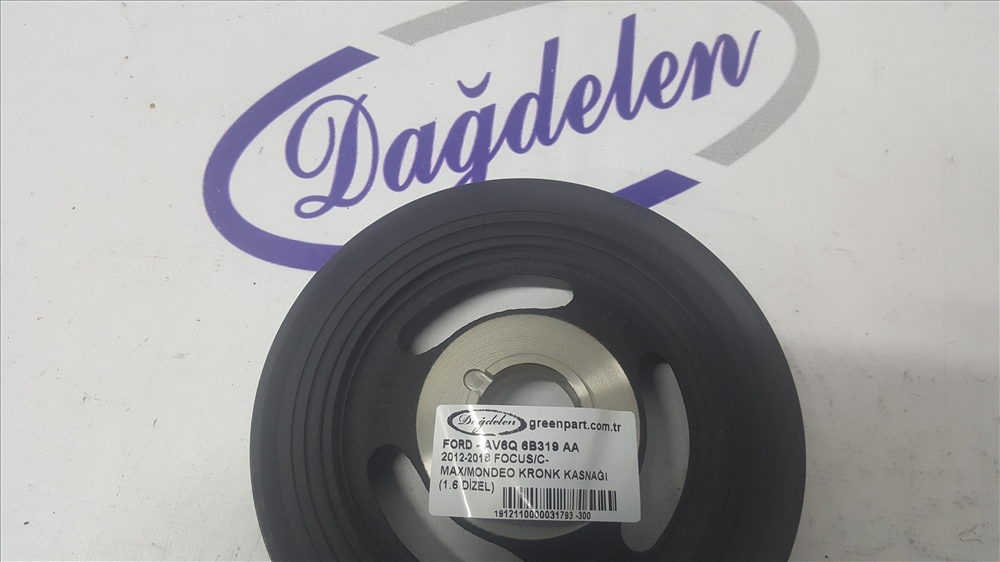 Dağdelen
Dağdelen greenpart.com.tr
FORD - AV6Q 6B319 AA
2012-2018 FOCUS/C-
MAX/MONDEO KRONK KASNAĞI
(1.6 DİZEL)
1912110000031793 -300